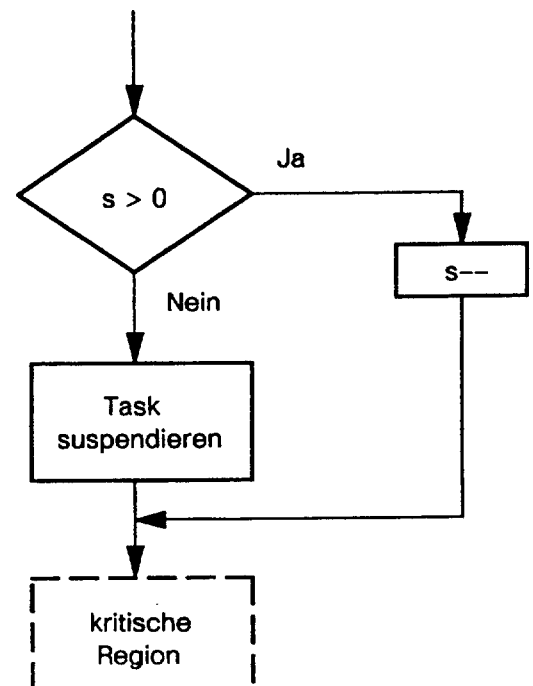 Ja
s > 0
s--
Nein
Task
suspendieren
kritische
Region